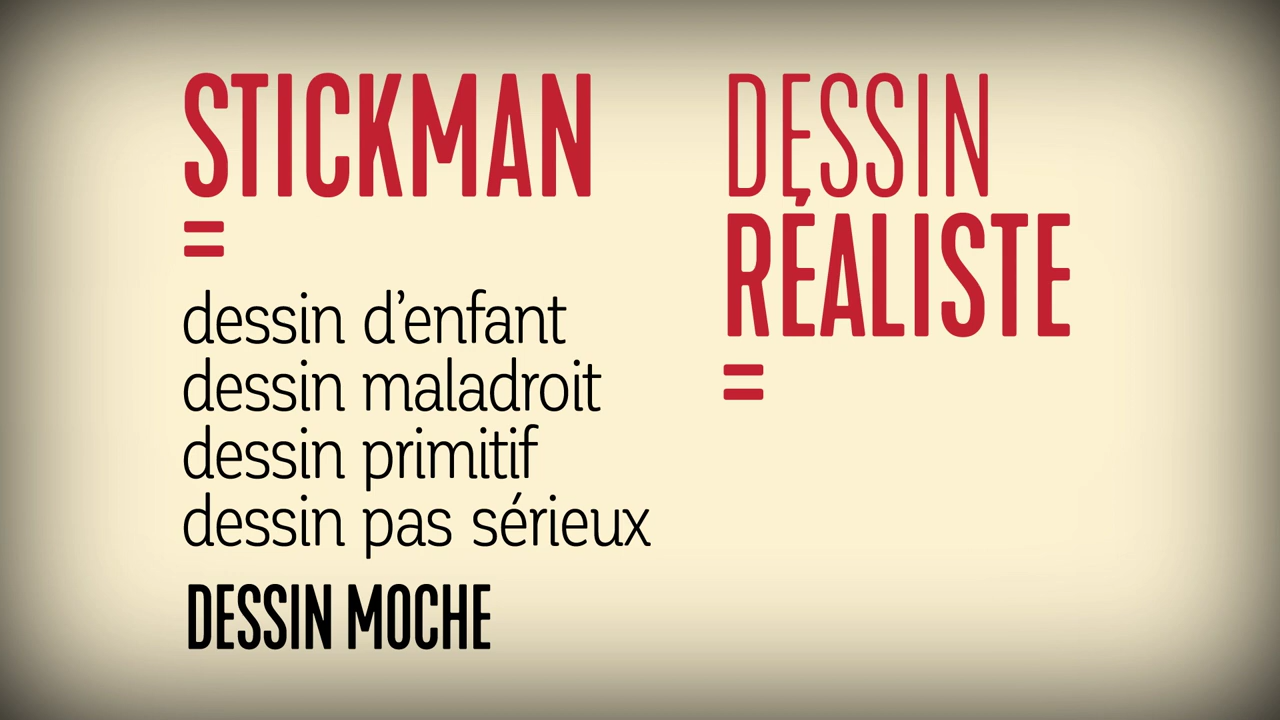 STICKMAN
=
dessin d’enfant
dessin maladroit
dessin primitif
dessin pas sérieux
DESSIN MOCHE
DESSIN
RÉALISTE
=